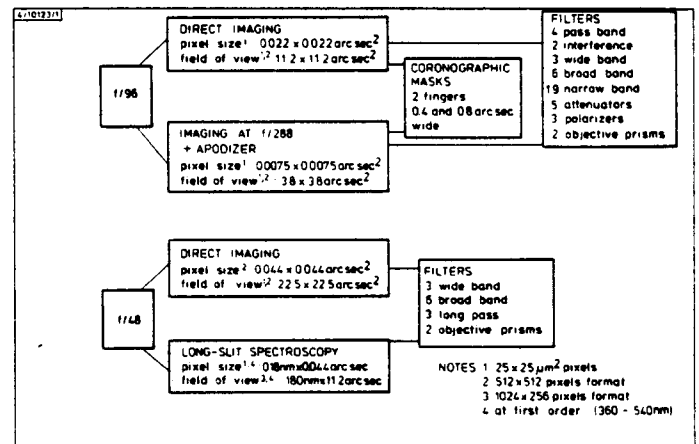 4/10123/1
DIRECT IMAGING
pixel size¹ 0.022 x 0.022 arc sec²
field of view¹,² 11.2 x 11.2 arc sec²
f/96
IMAGING AT f/288
+ APODIZER
pixel size¹ 0.0075 x 0.0075 arc sec²
field of view¹,² 3.8 x 3.8 arc sec²
CORONOGRAPHIC
MASKS
2 fingers
0.4 and 0.8 arc sec
wide
FILTERS
4 pass band
2 interference
3 wide band
6 broad band
19 narrow band
5 attenuators
3 polarizers
2 objective prisms
DIRECT IMAGING
pixel size² 0.044 x 0.044 arc sec²
field of view¹,² 22.5 x 22.5 arc sec²
f/48
LONG-SLIT SPECTROSCOPY
pixel size¹,⁴ 0.18nm x 0.044 arc sec
field of view³,⁴ 180nm x 11.2 arc sec
FILTERS
3 wide band
6 broad band
3 long pass
2 objective prisms
NOTES 1 25 x 25 µm² pixels
2 512 x 512 pixels format
3 1024 x 256 pixels format
4 at first order (360 - 540nm)